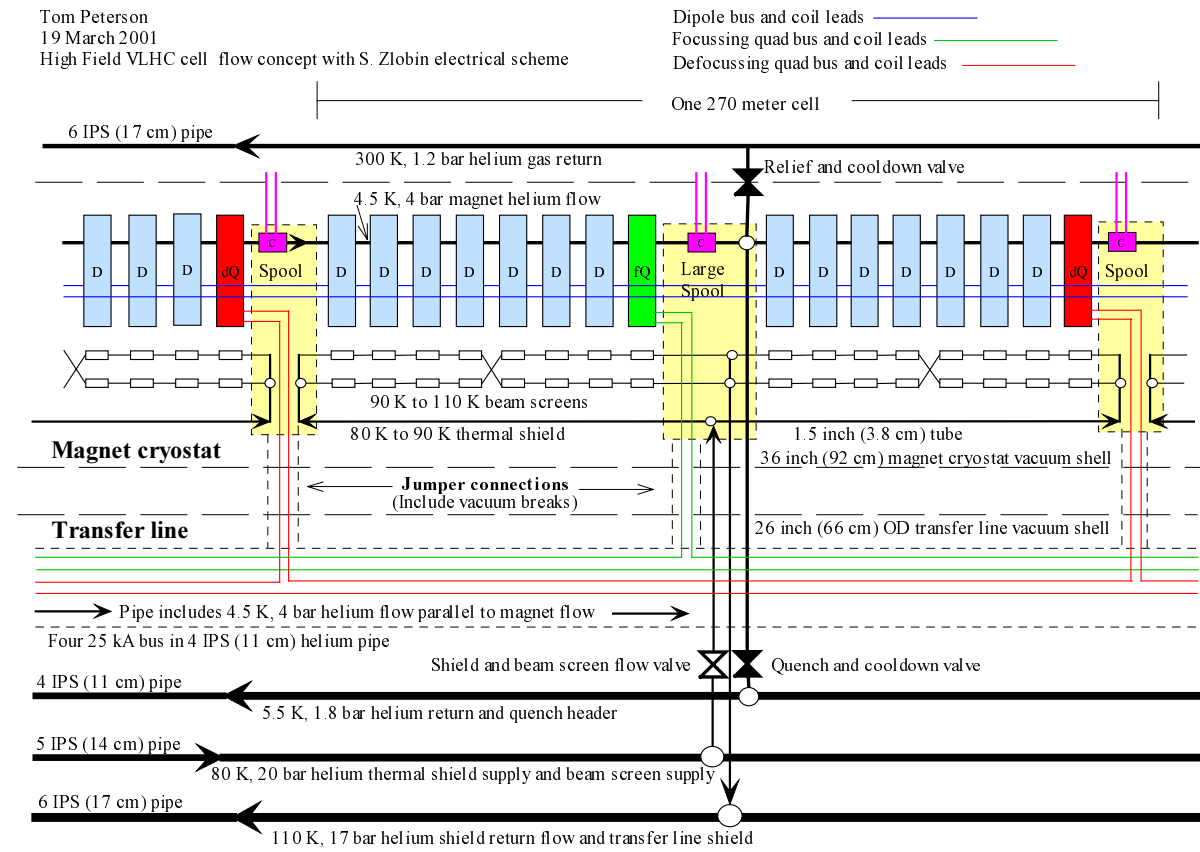 Tom Peterson
19 March 2001
High Field VLHC cell flow concept with S. Zlobin electrical scheme
Dipole bus and coil leads
Focussing quad bus and coil leads
Defocussing quad bus and coil leads
One 270 meter cell
6 IPS (17 cm) pipe
300 K, 1.2 bar helium gas return
Relief and cooldown valve
4.5 K, 4 bar magnet helium flow
C C C
D D D dQ Spool D D D D D D D fQ Large Spool D D D D D D D dQ Spool
90 K to 110 K beam screens
80 K to 90 K thermal shield
1.5 inch (3.8 cm) tube
Magnet cryostat
36 inch (92 cm) magnet cryostat vacuum shell
Jumper connections
(Include vacuum breaks)
Transfer line
26 inch (66 cm) OD transfer line vacuum shell
Pipe includes 4.5 K, 4 bar helium flow parallel to magnet flow
Four 25 kA bus in 4 IPS (11 cm) helium pipe
Shield and beam screen flow valve
Quench and cooldown valve
4 IPS (11 cm) pipe
5.5 K, 1.8 bar helium return and quench header
5 IPS (14 cm) pipe
80 K, 20 bar helium thermal shield supply and beam screen supply
6 IPS (17 cm) pipe
110 K, 17 bar helium shield return flow and transfer line shield